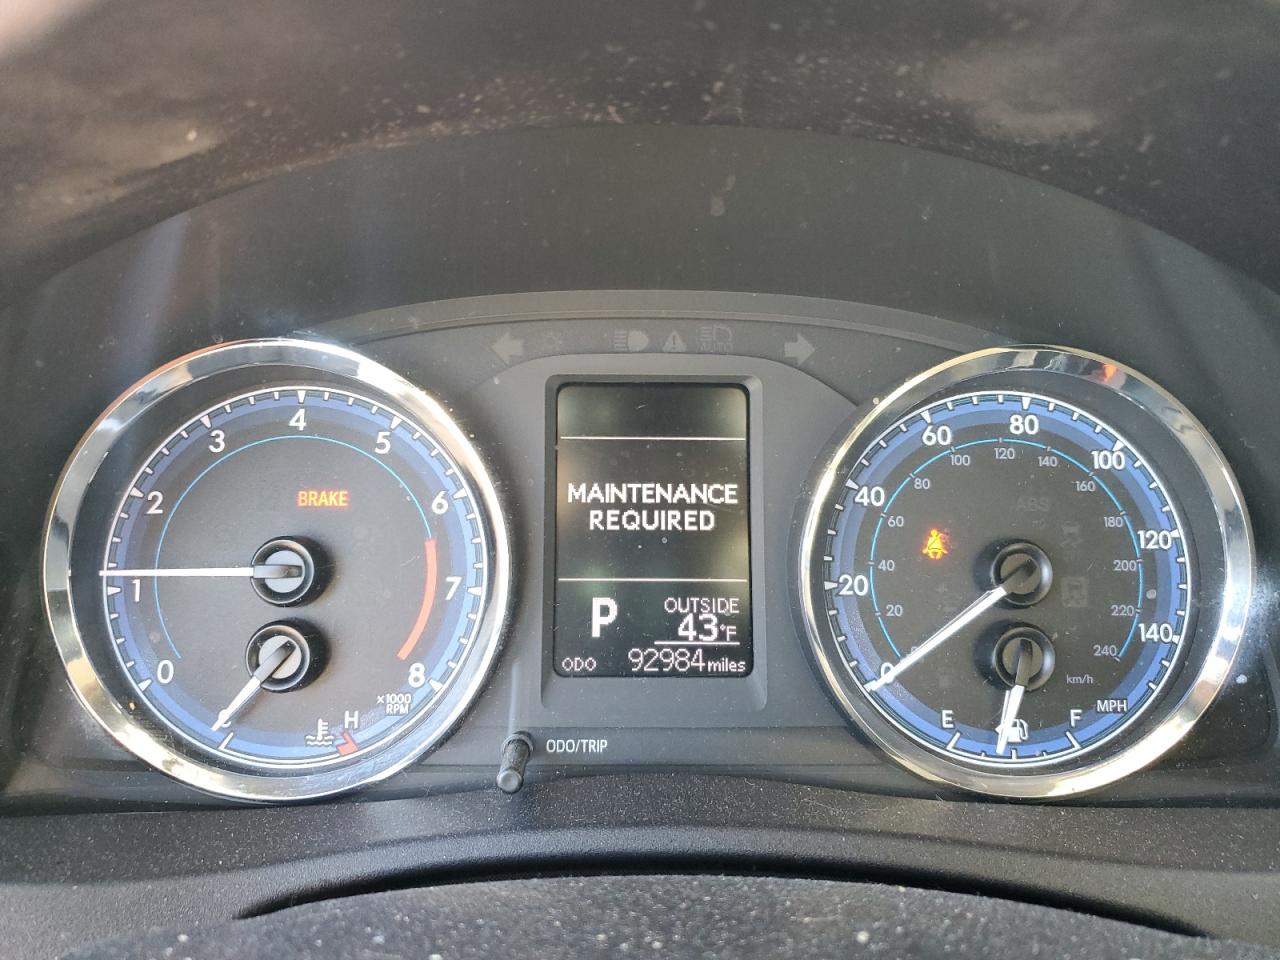 AUTO
4
3
5
2
BRAKE
6
1
7
0
8
x1000
RPM
H
MAINTENANCE
REQUIRED
P
OUTSIDE
43°F
ODO 92984 miles
ODO/TRIP
80
60
100
40
120
20
140
0
MPH
120
100
140
80
160
60
180
40
200
20
220
240
km/h
ABS
E
F